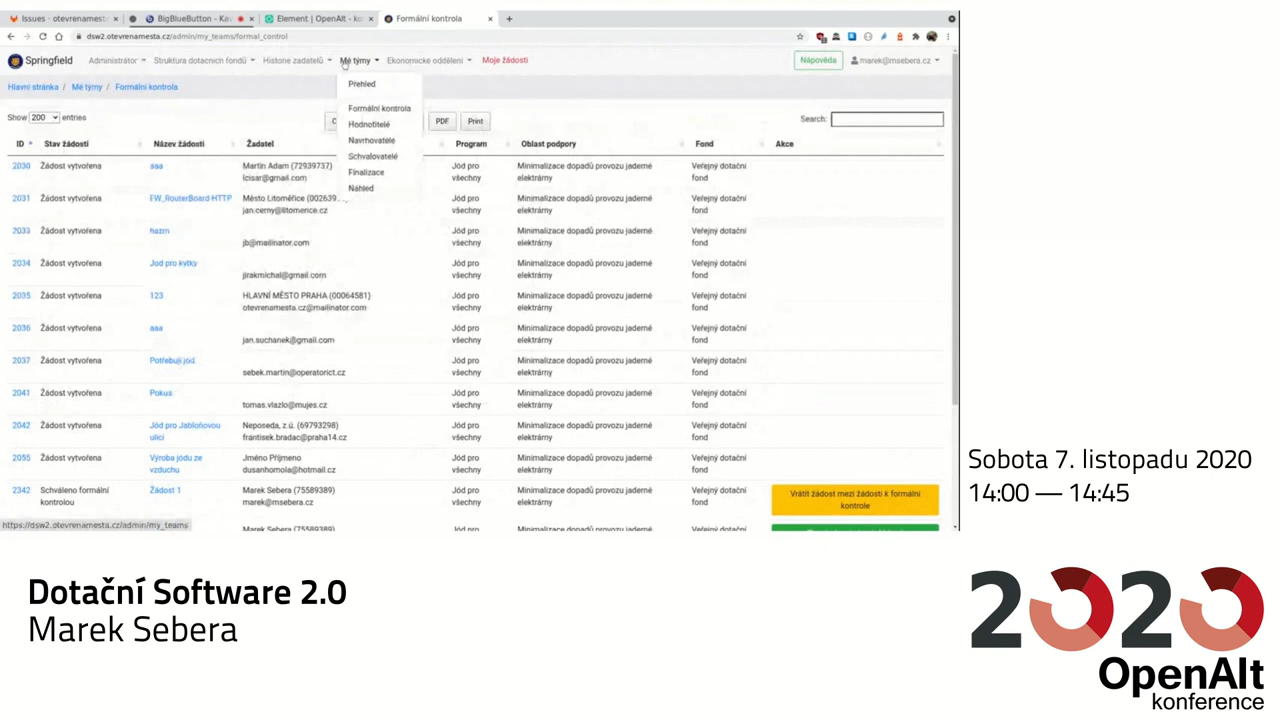 Issues · otevrenamest
BigBlueButton - Kav
Element | OpenAlt - ko
Formální kontrola
dsw2.otevrenamesta.cz/admin/my_teams/formal_control
Springfield
Administrátor
Struktura dotačních fondů
Historie žadatelů
Mé týmy
Ekonomické oddělení
Moje žádosti
Nápověda
marek@msebera.cz
Hlavní stránka / Mé týmy / Formální kontrola
Přehled
Formální kontrola
Hodnotitelé
Navrhovatelé
Schvalovatelé
Finalizace
Náhled
Show 200 entries
PDF
Print
Search:
ID Stav žádosti Název žádosti Žadatel Program Oblast podpory Fond Akce
2030 Žádost vytvořena aaa Martin Adam (72939737) Jód pro Minimalizace dopadů provozu jaderné Veřejný dotační
lcisar@gmail.com všechny elektrárny fond
2031 Žádost vytvořena EW_RouterBoard HTTP Město Litoměřice (002639 Jód pro Minimalizace dopadů provozu jaderné Veřejný dotační
jan.cerny@litomerice.cz všechny elektrárny fond
2033 Žádost vytvořena hazm Jód pro Minimalizace dopadů provozu jaderné Veřejný dotační
jb@mailinator.com všechny elektrárny fond
2034 Žádost vytvořena Jod pro kytky Jód pro Minimalizace dopadů provozu jaderné Veřejný dotační
jirakmichal@gmail.com všechny elektrárny fond
2035 Žádost vytvořena 123 HLAVNÍ MĚSTO PRAHA (00064581) Jód pro Minimalizace dopadů provozu jaderné Veřejný dotační
otevrenamesta.cz@mailinator.com všechny elektrárny fond
2036 Žádost vytvořena aaa Jód pro Minimalizace dopadů provozu jaderné Veřejný dotační
jan.suchanek@gmail.com všechny elektrárny fond
2037 Žádost vytvořena Potřebuji jod Jód pro Minimalizace dopadů provozu jaderné Veřejný dotační
sebek.martin@operatorict.cz všechny elektrárny fond
2041 Žádost vytvořena Pokus Jód pro Minimalizace dopadů provozu jaderné Veřejný dotační
tomas.vlazlo@mujes.cz všechny elektrárny fond
2042 Žádost vytvořena Jód pro Jabloňovou Neposeda, z.ú. (69793298) Jód pro Minimalizace dopadů provozu jaderné Veřejný dotační
ulici frantisek.bradac@praha14.cz všechny elektrárny fond
2055 Žádost vytvořena Výroba jódu ze Jméno Příjmeno Jód pro Minimalizace dopadů provozu jaderné Veřejný dotační
vzduchu dusanhomola@hotmail.cz všechny elektrárny fond
2342 Schváleno formální Žádost 1 Marek Sebera (75589389) Jód pro Minimalizace dopadů provozu jaderné Veřejný dotační Vrátit žádost mezi žádosti k formální
kontrolou marek@msebera.cz všechny elektrárny fond kontrole
https://dsw2.otevrenamesta.cz/admin/my_teams
Marek Sebera (75589389) Jód pro Minimalizace dopadů provozu jaderné Veřejný dotační
Sobota 7. listopadu 2020
14:00 — 14:45
Dotační Software 2.0
Marek Sebera
2020
OpenAlt
konference